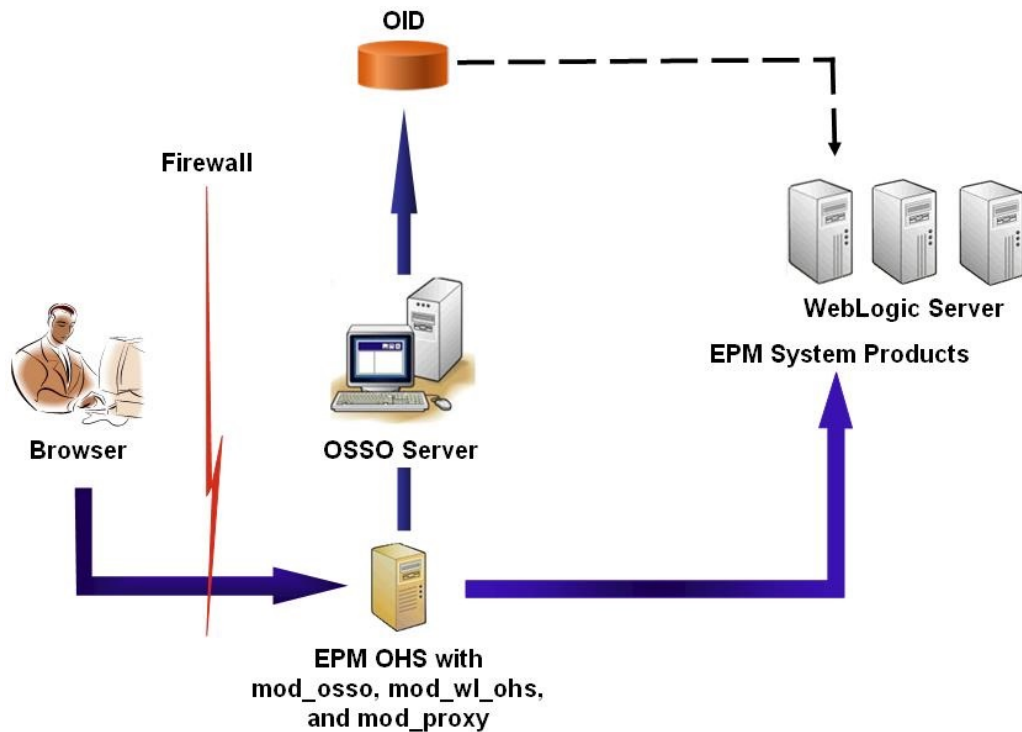 OID
Firewall
WebLogic Server
EPM System Products
Browser
OSSO Server
EPM OHS with
mod_osso, mod_wl_ohs,
and mod_proxy